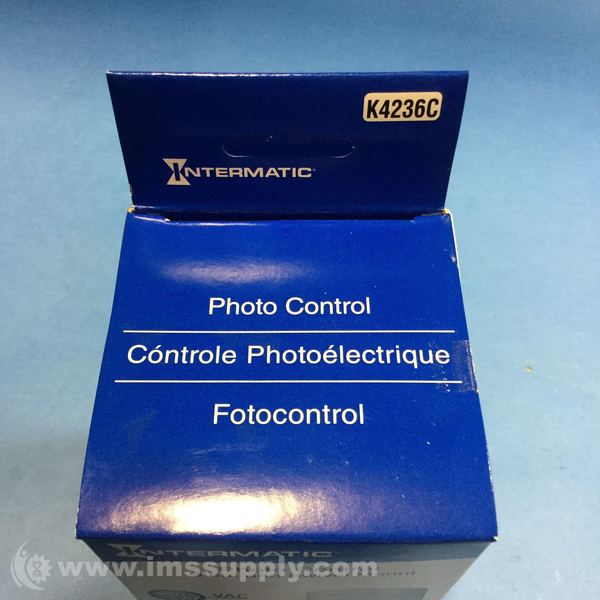 K4236C
INTERMATIC
Photo Control
Cóntrole Photoélectrique
Fotocontrol
INTERMATIC
www.imssupply.com
VAC